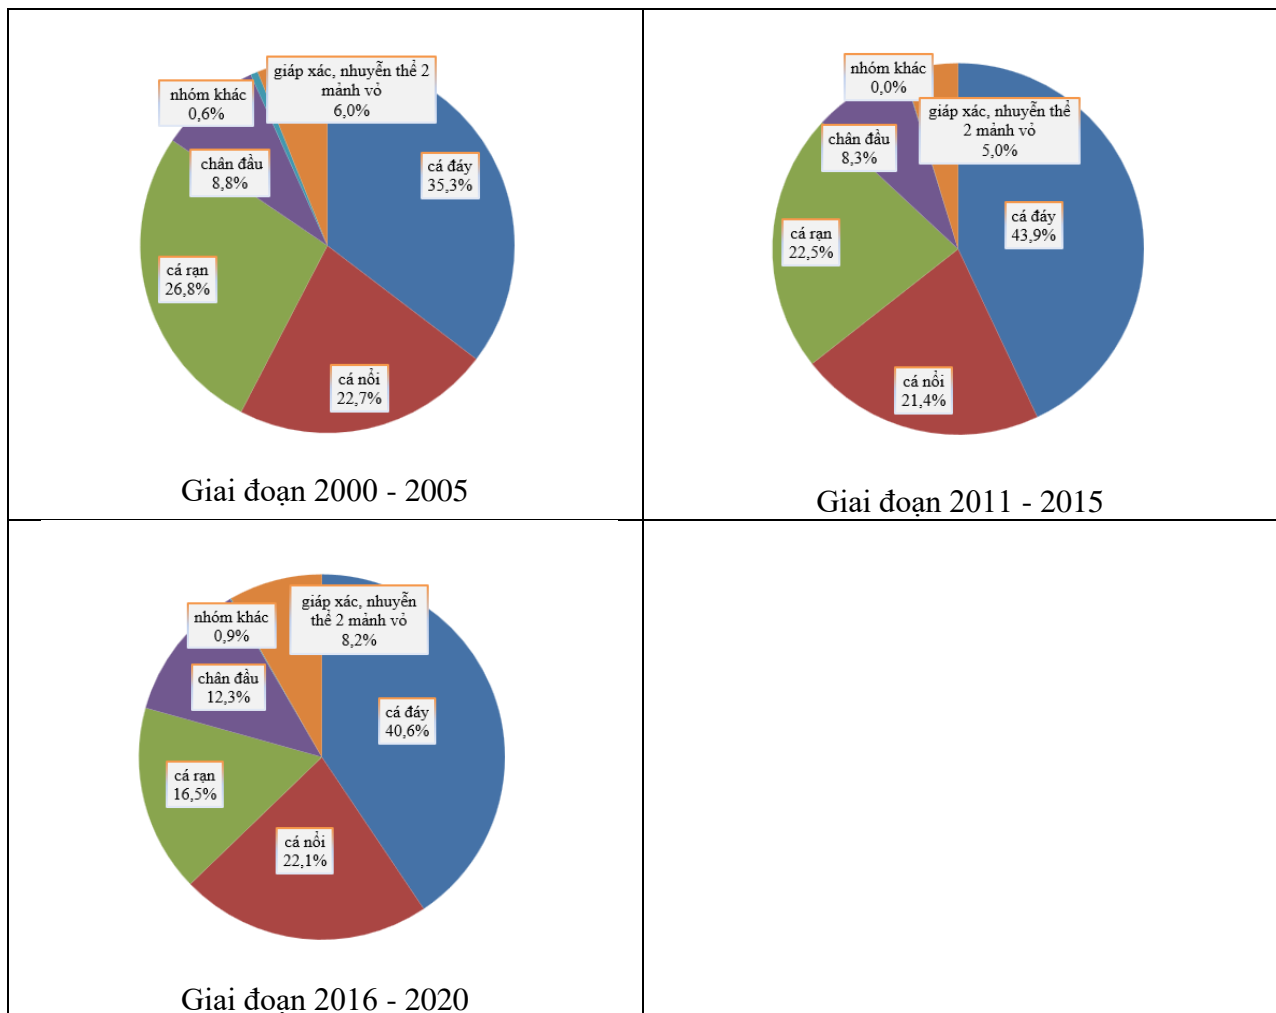 giáp xác, nhuyễn thể 2
mảnh vỏ
6,0%
nhóm khác
0,6%
chân đầu
8,8%
cá đáy
35,3%
cá rạn
26,8%
cá nổi
22,7%
Giai đoạn 2000 - 2005
nhóm khác
0,0%
giáp xác, nhuyễn thể
2 mảnh vỏ
5,0%
chân đầu
8,3%
cá đáy
43,9%
cá rạn
22,5%
cá nổi
21,4%
Giai đoạn 2011 - 2015
giáp xác, nhuyễn
thể 2 mảnh vỏ
8,2%
nhóm khác
0,9%
chân đầu
12,3%
cá đáy
40,6%
cá rạn
16,5%
cá nổi
22,1%
Giai đoạn 2016 - 2020